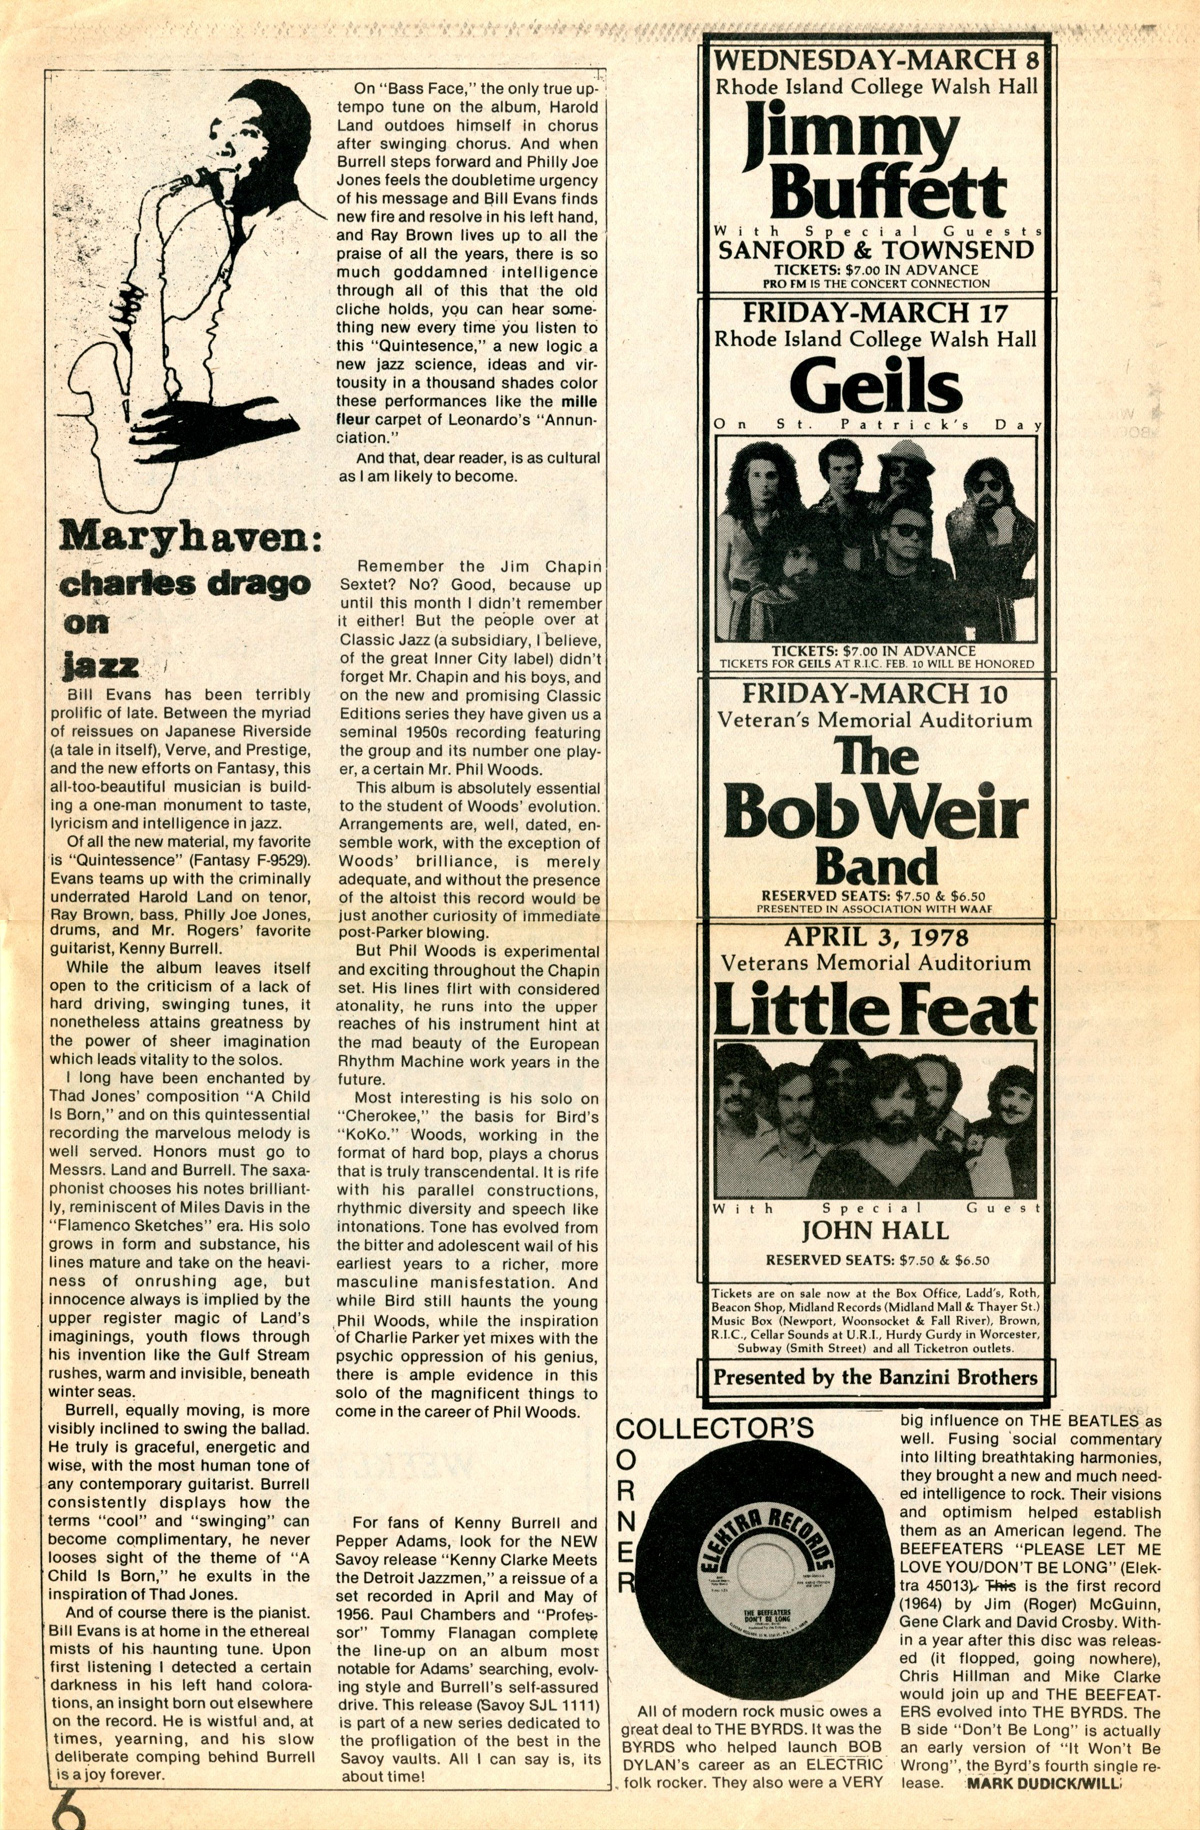 Maryhaven:
charles drago
on
jazz
Bill Evans has been terribly
prolific of late. Between the myriad
of reissues on Japanese Riverside
(a tale in itself), Verve, and Prestige,
and the new efforts on Fantasy, this
all-too-beautiful musician is build-
ing a one-man monument to taste,
lyricism and intelligence in jazz.
Of all the new material, my favorite
is "Quintessence" (Fantasy F-9529).
Evans teams up with the criminally
underrated Harold Land on tenor,
Ray Brown, bass, Philly Joe Jones,
drums, and Mr. Rogers' favorite
guitarist, Kenny Burrell.
While the album leaves itself
open to the criticism of a lack of
hard driving, swinging tunes, it
nonetheless attains greatness by
the power of sheer imagination
which leads vitality to the solos.
I long have been enchanted by
Thad Jones' composition "A Child
Is Born," and on this quintessential
recording the marvelous melody is
well served. Honors must go to
Messrs. Land and Burrell. The saxa-
phonist chooses his notes brilliant-
ly, reminiscent of Miles Davis in the
"Flamenco Sketches" era. His solo
grows in form and substance, his
lines mature and take on the heavi-
ness of onrushing age, but
innocence always is implied by the
upper register magic of Land's
imaginings, youth flows through
his invention like the Gulf Stream
rushes, warm and invisible, beneath
winter seas.
Burrell, equally moving, is more
visibly inclined to swing the ballad.
He truly is graceful, energetic and
wise, with the most human tone of
any contemporary guitarist. Burrell
consistently displays how the
terms "cool" and "swinging" can
become complimentary, he never
looses sight of the theme of "A
Child Is Born," he exults in the
inspiration of Thad Jones.
And of course there is the pianist.
Bill Evans is at home in the ethereal
mists of his haunting tune. Upon
first listening I detected a certain
darkness in his left hand colora-
tions, an insight born out elsewhere
on the record. He is wistful and, at
times, yearning, and his slow
deliberate comping behind Burrell
is a joy forever.
On "Bass Face," the only true up-
tempo tune on the album, Harold
Land outdoes himself in chorus
after swinging chorus. And when
Burrell steps forward and Philly Joe
Jones feels the doubletime urgency
of his message and Bill Evans finds
new fire and resolve in his left hand,
and Ray Brown lives up to all the
praise of all the years, there is so
much goddamned intelligence
through all of this that the old
cliche holds, you can hear some-
thing new every time you listen to
this "Quintesence," a new logic a
new jazz science, ideas and vir-
tousity in a thousand shades color
these performances like the mille
fleur carpet of Leonardo's "Annun-
ciation."
And that, dear reader, is as cultural
as I am likely to become.
Remember the Jim Chapin
Sextet? No? Good, because up
until this month I didn't remember
it either! But the people over at
Classic Jazz (a subsidiary, I believe,
of the great Inner City label) didn't
forget Mr. Chapin and his boys, and
on the new and promising Classic
Editions series they have given us a
seminal 1950s recording featuring
the group and its number one play-
er, a certain Mr. Phil Woods.
This album is absolutely essential
to the student of Woods' evolution.
Arrangements are, well, dated, en-
semble work, with the exception of
Woods' brilliance, is merely
adequate, and without the presence
of the altoist this record would be
just another curiosity of immediate
post-Parker blowing.
But Phil Woods is experimental
and exciting throughout the Chapin
set. His lines flirt with considered
atonality, he runs into the upper
reaches of his instrument hint at
the mad beauty of the European
Rhythm Machine work years in the
future.
Most interesting is his solo on
"Cherokee," the basis for Bird's
"KoKo." Woods, working in the
format of hard bop, plays a chorus
that is truly transcendental. It is rife
with his parallel constructions,
rhythmic diversity and speech like
intonations. Tone has evolved from
the bitter and adolescent wail of his
earliest years to a richer, more
masculine manisfestation. And
while Bird still haunts the young
Phil Woods, while the inspiration
of Charlie Parker yet mixes with the
psychic oppression of his genius,
there is ample evidence in this
solo of the magnificent things to
come in the career of Phil Woods.
For fans of Kenny Burrell and
Pepper Adams, look for the NEW
Savoy release "Kenny Clarke Meets
the Detroit Jazzmen," a reissue of a
set recorded in April and May of
1956. Paul Chambers and "Profes-
sor" Tommy Flanagan complete
the line-up on an album most
notable for Adams' searching, evolv-
ing style and Burrell's self-assured
drive. This release (Savoy SJL 1111)
is part of a new series dedicated to
the profligation of the best in the
Savoy vaults. All I can say is, its
about time!
WEDNESDAY-MARCH 8
Rhode Island College Walsh Hall
Jimmy
Buffett
With Special Guests
SANFORD & TOWNSEND
TICKETS: $7.00 IN ADVANCE
PRO FM IS THE CONCERT CONNECTION
FRIDAY-MARCH 17
Rhode Island College Walsh Hall
Geils
On St. Patrick's Day
TICKETS: $7.00 IN ADVANCE
TICKETS FOR GEILS AT R.I.C. FEB. 10 WILL BE HONORED
FRIDAY-MARCH 10
Veteran's Memorial Auditorium
The
Bob Weir
Band
RESERVED SEATS: $7.50 & $6.50
PRESENTED IN ASSOCIATION WITH WAAF
APRIL 3, 1978
Veterans Memorial Auditorium
Little Feat
With Special Guest
JOHN HALL
RESERVED SEATS: $7.50 & $6.50
Tickets are on sale now at the Box Office, Ladd's, Roth,
Beacon Shop, Midland Records (Midland Mall & Thayer St.)
Music Box (Newport, Woonsocket & Fall River), Brown,
R.I.C., Cellar Sounds at U.R.I., Hurdy Gurdy in Worcester,
Subway (Smith Street) and all Ticketron outlets.
Presented by the Banzini Brothers
COLLECTOR'S
O
R
N
E
R
ELEKTRA RECORDS
THE BEEFEATERS
DON'T BE LONG
All of modern rock music owes a
great deal to THE BYRDS. It was the
BYRDS who helped launch BOB
DYLAN's career as an ELECTRIC
folk rocker. They also were a VERY
big influence on THE BEATLES as
well. Fusing social commentary
into lilting breathtaking harmonies,
they brought a new and much need-
ed intelligence to rock. Their visions
and optimism helped establish
them as an American legend. The
BEEFEATERS "PLEASE LET ME
LOVE YOU/DON'T BE LONG" (Elek-
tra 45013), This is the first record
(1964) by Jim (Roger) McGuinn,
Gene Clark and David Crosby. With-
in a year after this disc was releas-
ed (it flopped, going nowhere),
Chris Hillman and Mike Clarke
would join up and THE BEEFEAT-
ERS evolved into THE BYRDS. The
B side "Don't Be Long" is actually
an early version of "It Won't Be
Wrong", the Byrd's fourth single re-
lease. MARK DUDICK/WILL
6